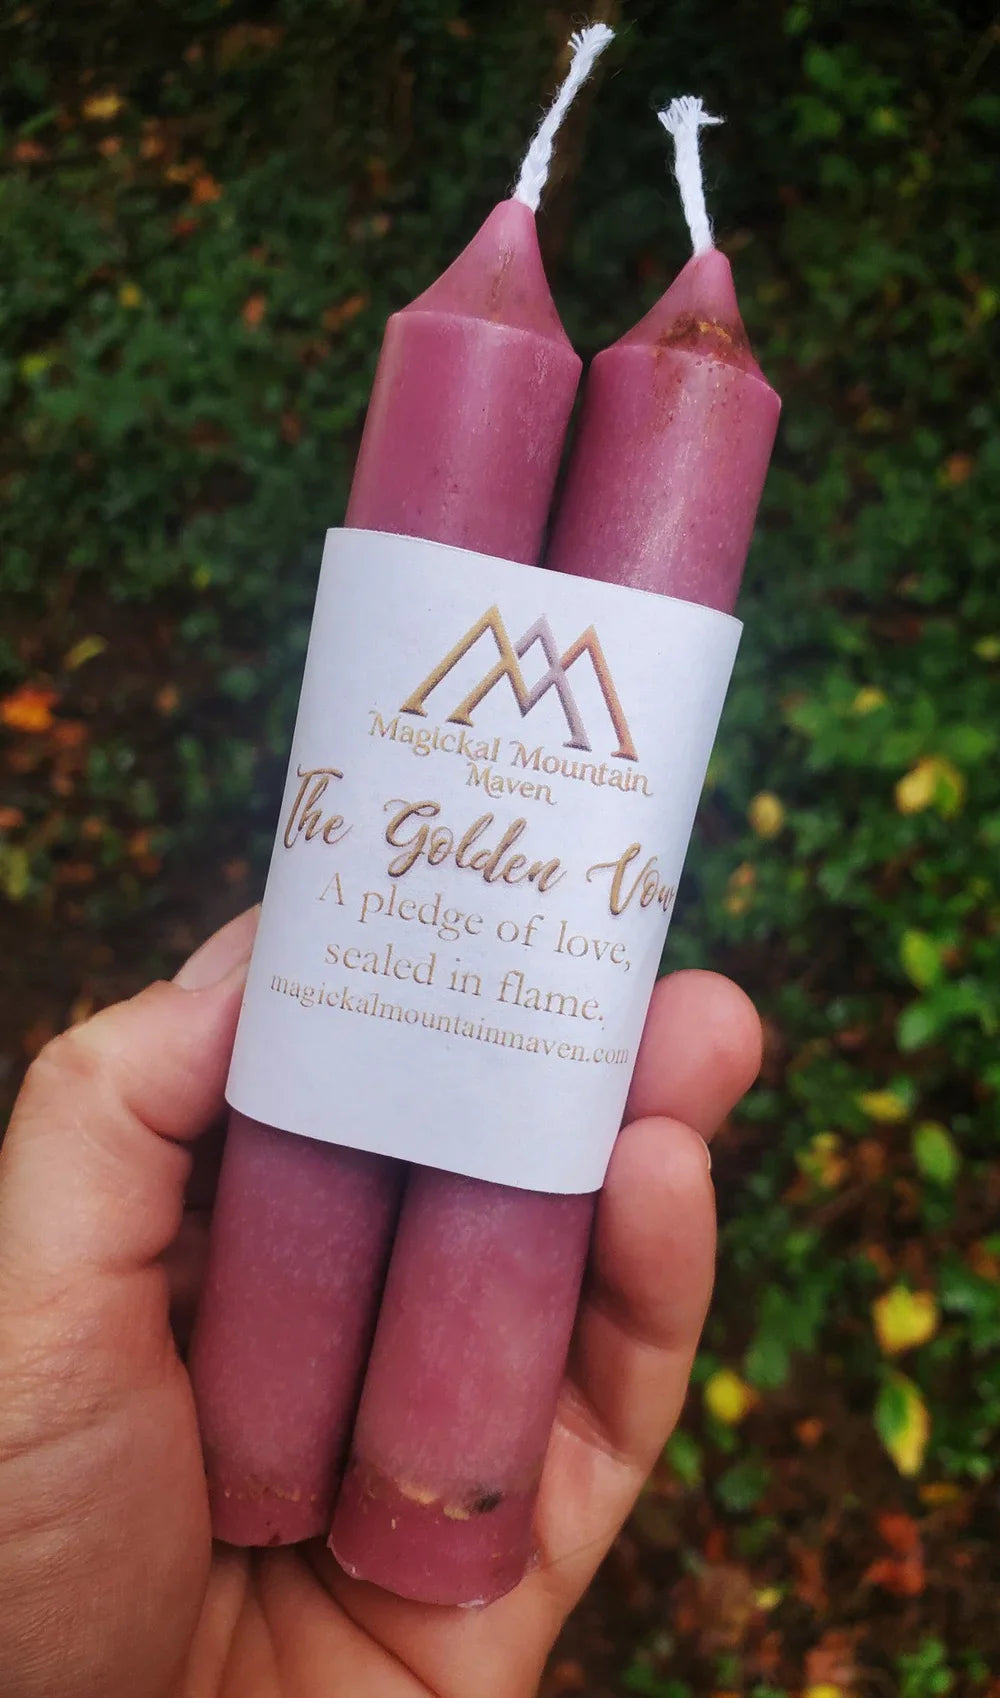 Magickal Mountain
Maven
The Golden Vow
A pledge of love,
sealed in flame.
magickalmountainmaven.com